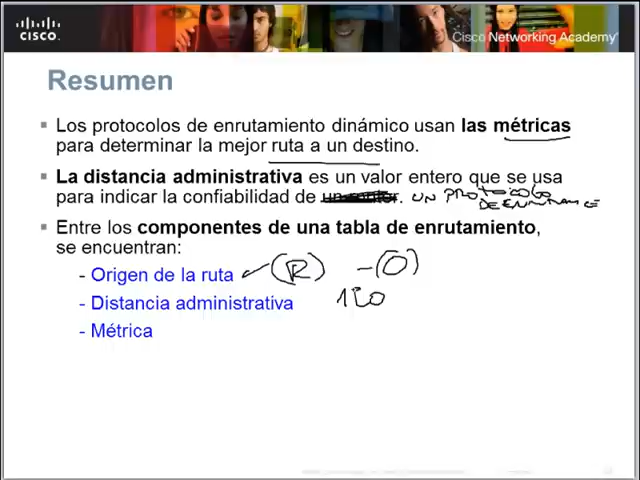 CISCO.
Cisco Networking Academy
Resumen
Los protocolos de enrutamiento dinámico usan las métricas
para determinar la mejor ruta a un destino.
La distancia administrativa es un valor entero que se usa
para indicar la confiabilidad de . UN PROTOCOLO
DE
Entre los componentes de una tabla de enrutamiento,
se encuentran:
- Origen de la ruta (R) - (O)
- Distancia administrativa 120
- Métrica